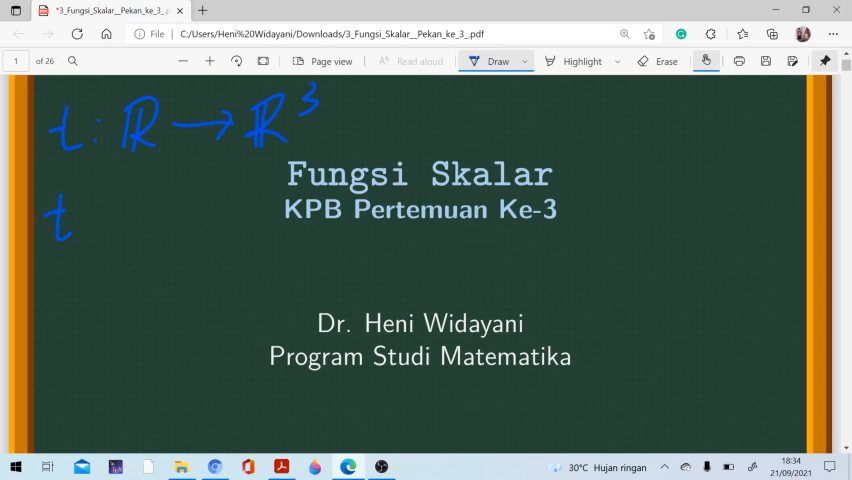 *3_Fungsi_Skalar__Pekan_ke_3_.pdf
File C:/Users/Heni%20Widayani/Downloads/3_Fungsi_Skalar__Pekan_ke_3_.pdf
1 of 26 Page view Read aloud Draw Highlight Erase
t: ℝ → ℝ³
Fungsi Skalar
KPB Pertemuan Ke-3
t
Dr. Heni Widayani
Program Studi Matematika
30°C Hujan ringan
18:34
21/09/2021